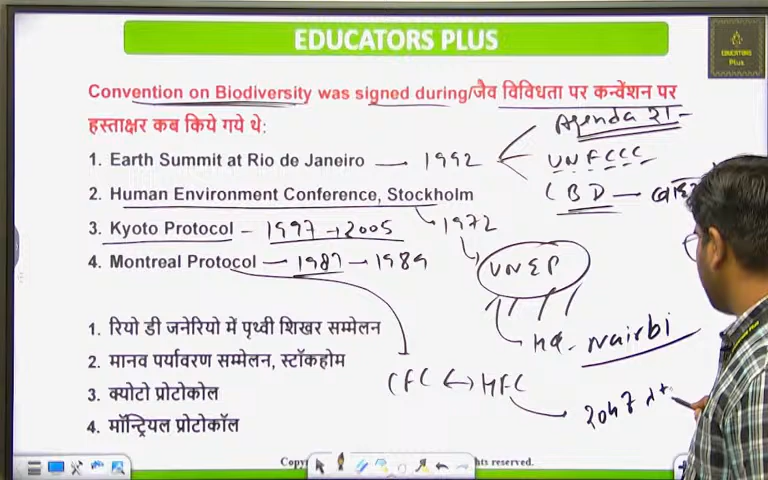 EDUCATORS PLUS
EDUCATORS
Plus
Convention on Biodiversity was signed during/जैव विविधता पर कन्वेंशन पर
हस्ताक्षर कब किये गये थे:
Agenda 21
1. Earth Summit at Rio de Janeiro — 1992
UNFCCC
2. Human Environment Conference, Stockholm
CBD —
1972
3. Kyoto Protocol – 1997 → 2005
4. Montreal Protocol — 1987 — 1989
UNEP
1. रियो डी जनेरियो में पृथ्वी शिखर सम्मेलन
HQ - Nairbi
2. मानव पर्यावरण सम्मेलन, स्टॉकहोम
CFC ↔ HFC
3. क्योटो प्रोटोकोल
2047
4. मॉन्ट्रियल प्रोटोकॉल
hts reserved.